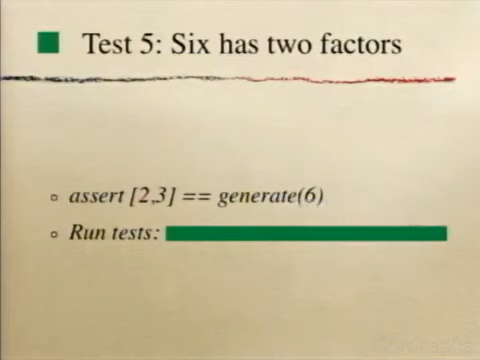 Test 5: Six has two factors
assert [2,3] == generate(6)
Run tests: